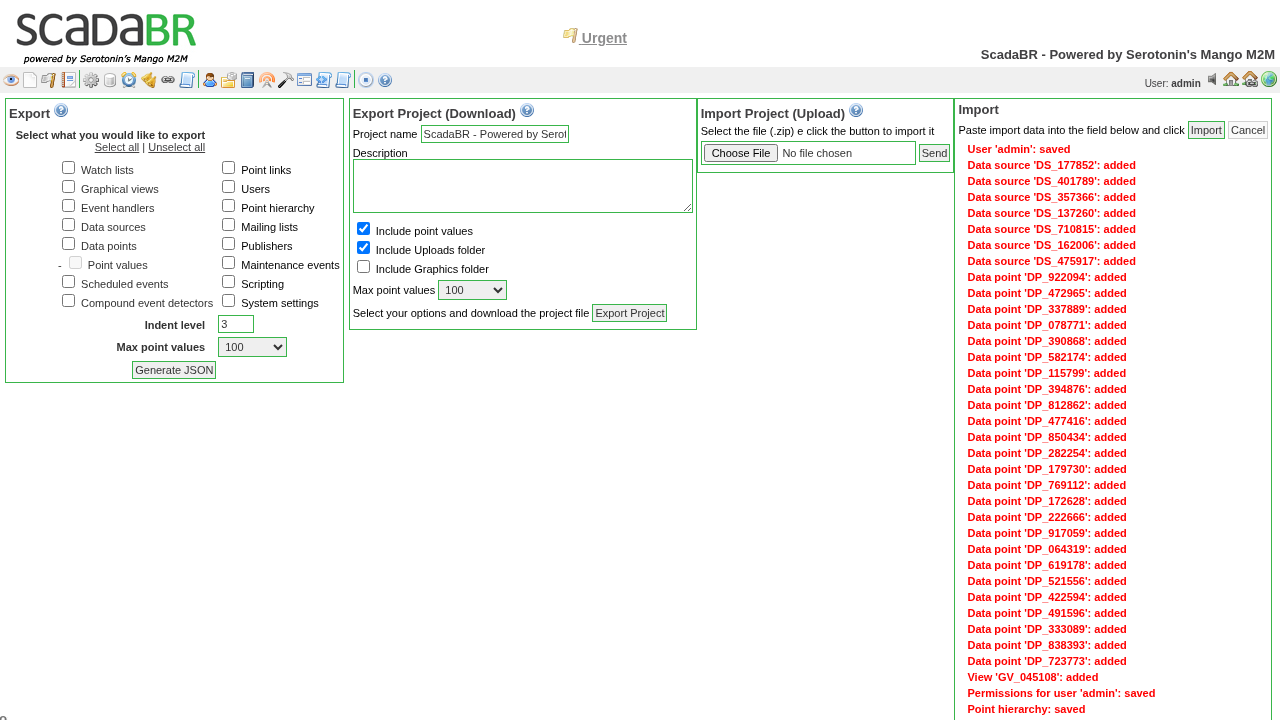 SCADABR
powered by Serotonin's Mango M2M
Urgent
ScadaBR - Powered by Serotonin's Mango M2M
User: admin
Export
Select what you would like to export
Select all | Unselect all
Watch lists
Point links
Graphical views
Users
Event handlers
Point hierarchy
Data sources
Mailing lists
Data points
Publishers
- Point values
Maintenance events
Scheduled events
Scripting
Compound event detectors
System settings
Indent level 3
Max point values 100
Generate JSON
Export Project (Download)
Project name ScadaBR - Powered by Serot
Description
Include point values
Include Uploads folder
Include Graphics folder
Max point values 100
Select your options and download the project file Export Project
Import Project (Upload)
Select the file (.zip) e click the button to import it
Choose File No file chosen Send
Import
Paste import data into the field below and click Import Cancel
User 'admin': saved
Data source 'DS_177852': added
Data source 'DS_401789': added
Data source 'DS_357366': added
Data source 'DS_137260': added
Data source 'DS_710815': added
Data source 'DS_162006': added
Data source 'DS_475917': added
Data point 'DP_922094': added
Data point 'DP_472965': added
Data point 'DP_337889': added
Data point 'DP_078771': added
Data point 'DP_390868': added
Data point 'DP_582174': added
Data point 'DP_115799': added
Data point 'DP_394876': added
Data point 'DP_812862': added
Data point 'DP_477416': added
Data point 'DP_850434': added
Data point 'DP_282254': added
Data point 'DP_179730': added
Data point 'DP_769112': added
Data point 'DP_172628': added
Data point 'DP_222666': added
Data point 'DP_917059': added
Data point 'DP_064319': added
Data point 'DP_619178': added
Data point 'DP_521556': added
Data point 'DP_422594': added
Data point 'DP_491596': added
Data point 'DP_333089': added
Data point 'DP_838393': added
Data point 'DP_723773': added
View 'GV_045108': added
Permissions for user 'admin': saved
Point hierarchy: saved